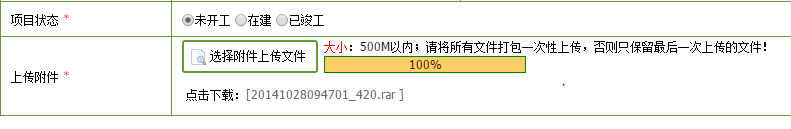 项目状态 * 未开工 在建 已竣工
上传附件 * 选择附件上传文件 大小：500M以内；请将所有文件打包一次性上传，否则只保留最后一次上传的文件！
100%
点击下载：[20141028094701_420.rar ]